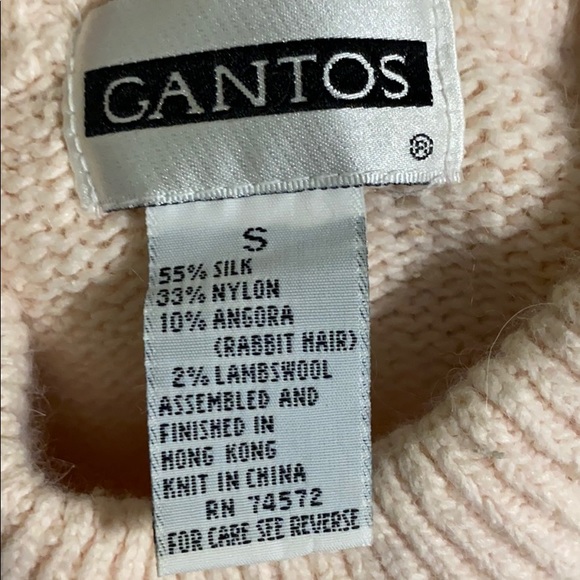 GANTOS
®
S
55% SILK
33% NYLON
10% ANGORA
(RABBIT HAIR)
2% LAMBSWOOL
ASSEMBLED AND
FINISHED IN
HONG KONG
KNIT IN CHINA
RN 74572
FOR CARE SEE REVERSE